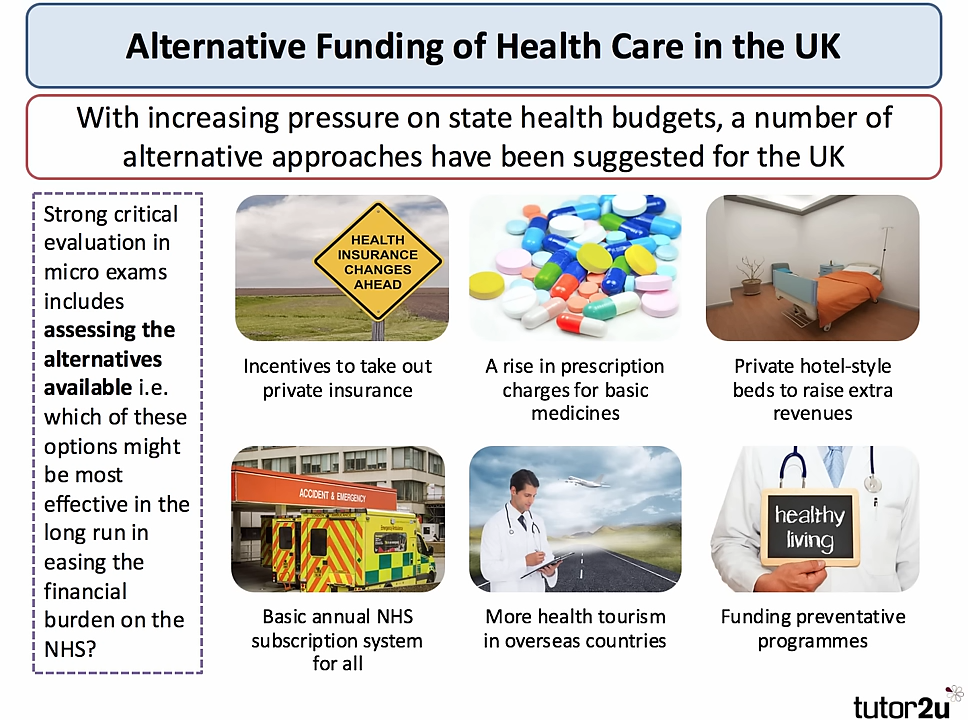 Alternative Funding of Health Care in the UK
With increasing pressure on state health budgets, a number of
alternative approaches have been suggested for the UK
Strong critical
evaluation in
micro exams
includes
assessing the
alternatives
available i.e.
which of these
options might
be most
effective in the
long run in
easing the
financial
burden on the
NHS?
HEALTH
INSURANCE
CHANGES
AHEAD
Incentives to take out
private insurance
A rise in prescription
charges for basic
medicines
Private hotel-style
beds to raise extra
revenues
ACCIDENT & EMERGENCY
Emergency Ambulance
Basic annual NHS
subscription system
for all
More health tourism
in overseas countries
healthy
living
Funding preventative
programmes
tutor2u